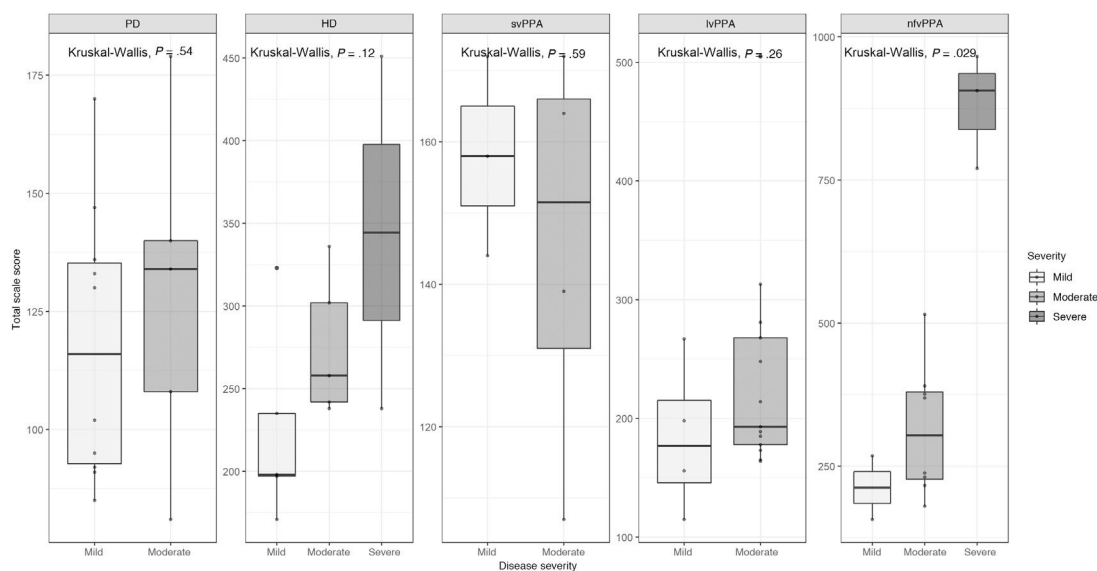 PD
HD
svPPA
lvPPA
nfvPPA
Kruskal-Wallis, P = .54
Kruskal-Wallis, P = .12
Kruskal-Wallis, P = .59
Kruskal-Wallis, P = .26
Kruskal-Wallis, P = .029
Total scale score
175
150
125
100
450
400
350
300
250
200
160
140
120
500
400
300
200
100
1000
750
500
250
Mild
Moderate
Mild
Moderate
Severe
Mild
Moderate
Mild
Moderate
Mild
Moderate
Severe
Disease severity
Severity
Mild
Moderate
Severe